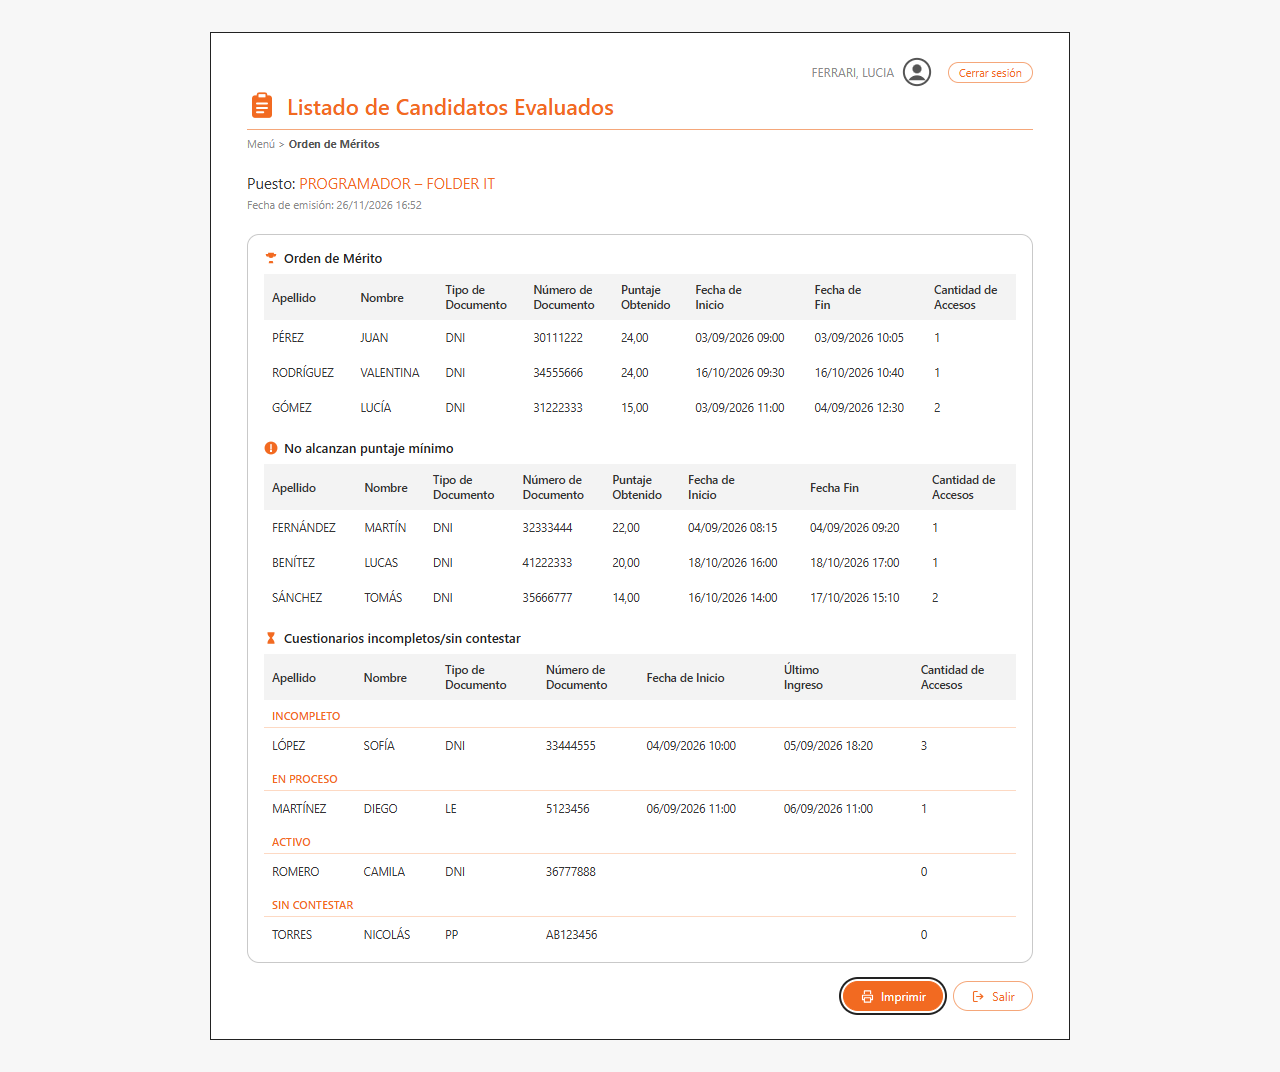 FERRARI, LUCIA
Cerrar sesión
Listado de Candidatos Evaluados
Menú > Orden de Méritos
Puesto: PROGRAMADOR – FOLDER IT
Fecha de emisión: 26/11/2026 16:52
Orden de Mérito
Apellido Nombre Tipo de Documento Número de Documento Puntaje Obtenido Fecha de Inicio Fecha de Fin Cantidad de Accesos
PÉREZ JUAN DNI 30111222 24,00 03/09/2026 09:00 03/09/2026 10:05 1
RODRÍGUEZ VALENTINA DNI 34555666 24,00 16/10/2026 09:30 16/10/2026 10:40 1
GÓMEZ LUCÍA DNI 31222333 15,00 03/09/2026 11:00 04/09/2026 12:30 2
No alcanzan puntaje mínimo
Apellido Nombre Tipo de Documento Número de Documento Puntaje Obtenido Fecha de Inicio Fecha Fin Cantidad de Accesos
FERNÁNDEZ MARTÍN DNI 32333444 22,00 04/09/2026 08:15 04/09/2026 09:20 1
BENÍTEZ LUCAS DNI 41222333 20,00 18/10/2026 16:00 18/10/2026 17:00 1
SÁNCHEZ TOMÁS DNI 35666777 14,00 16/10/2026 14:00 17/10/2026 15:10 2
Cuestionarios incompletos/sin contestar
Apellido Nombre Tipo de Documento Número de Documento Fecha de Inicio Último Ingreso Cantidad de Accesos
INCOMPLETO
LÓPEZ SOFÍA DNI 33444555 04/09/2026 10:00 05/09/2026 18:20 3
EN PROCESO
MARTÍNEZ DIEGO LE 5123456 06/09/2026 11:00 06/09/2026 11:00 1
ACTIVO
ROMERO CAMILA DNI 36777888 0
SIN CONTESTAR
TORRES NICOLÁS PP AB123456 0
Imprimir
Salir